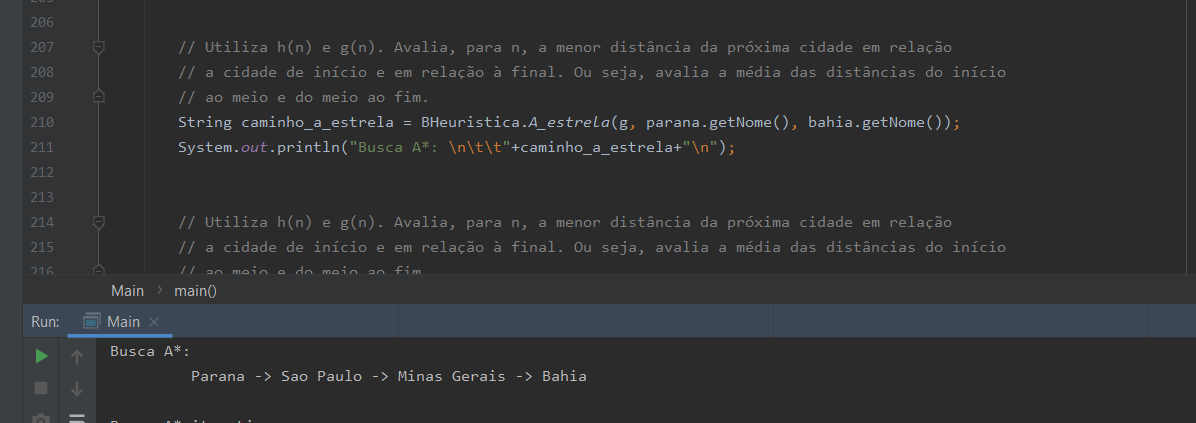 206
207 // Utiliza h(n) e g(n). Avalia, para n, a menor distância da próxima cidade em relação
208 // a cidade de início e em relação à final. Ou seja, avalia a média das distâncias do início
209 // ao meio e do meio ao fim.
210 String caminho_a_estrela = BHeuristica.A_estrela(g, parana.getNome(), bahia.getNome());
211 System.out.println("Busca A*: \n\t\t"+caminho_a_estrela+"\n");
212
213
214 // Utiliza h(n) e g(n). Avalia, para n, a menor distância da próxima cidade em relação
215 // a cidade de início e em relação à final. Ou seja, avalia a média das distâncias do início
216 // ao meio e do meio ao fim
Main > main()
Run: Main ×
Busca A*:
Parana -> Sao Paulo -> Minas Gerais -> Bahia